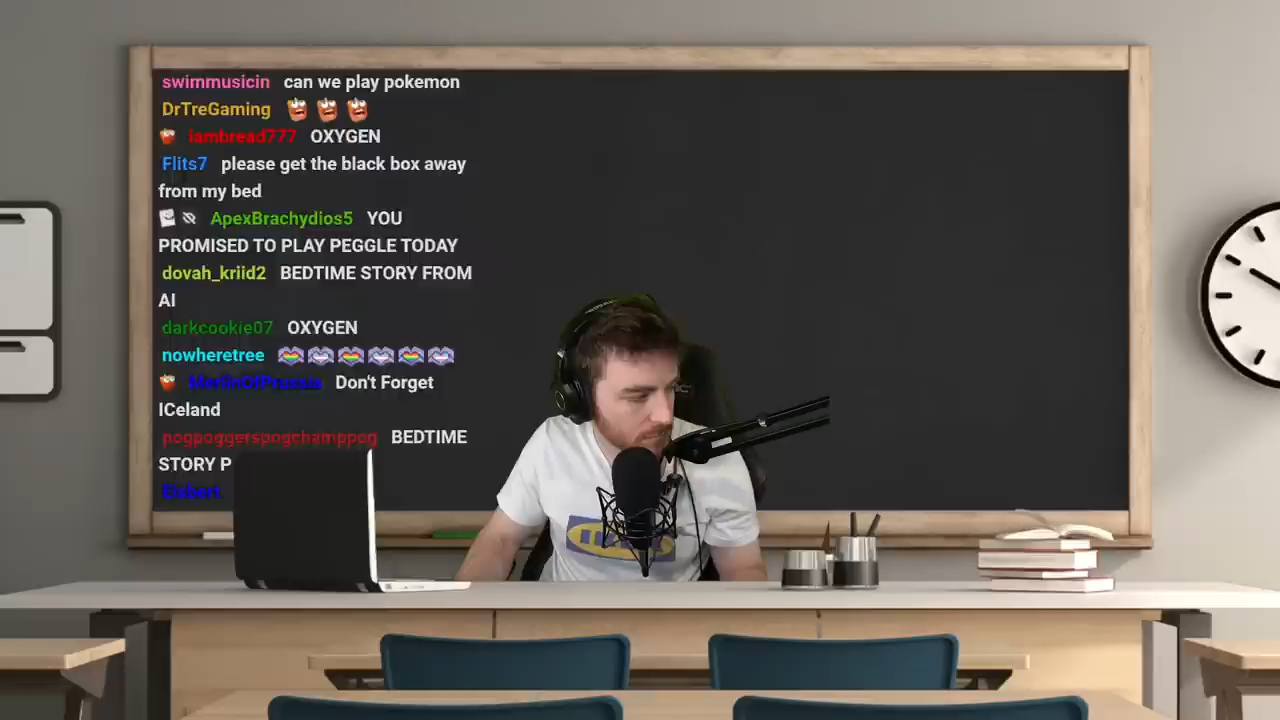 swimmusicin can we play pokemon
DrTreGaming
iambread777 OXYGEN
Flits7 please get the black box away
from my bed
ApexBrachydios5 YOU
PROMISED TO PLAY PEGGLE TODAY
dovah_kriid2 BEDTIME STORY FROM
AI
darkcookie07 OXYGEN
nowheretree
MerlinOfPrussia Don't Forget
ICeland
pogpoggerspogchamppog BEDTIME
STORY P
Eisbert